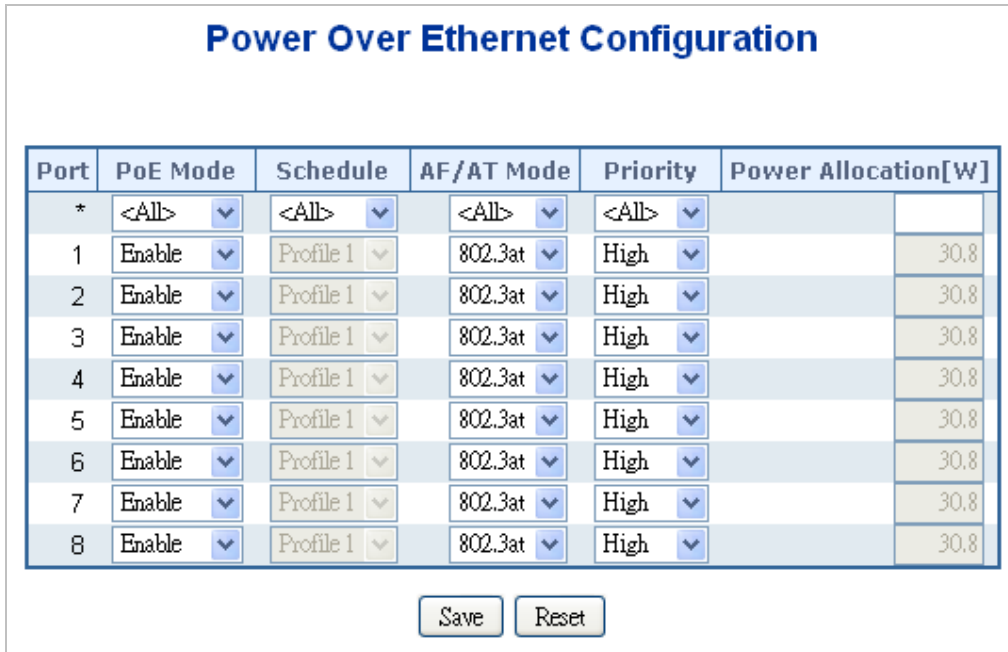 Power Over Ethernet Configuration
Port PoE Mode Schedule AF/AT Mode Priority Power Allocation[W]
* <All> <All> <All> <All>
1 Enable Profile 1 802.3at High 30.8
2 Enable Profile 1 802.3at High 30.8
3 Enable Profile 1 802.3at High 30.8
4 Enable Profile 1 802.3at High 30.8
5 Enable Profile 1 802.3at High 30.8
6 Enable Profile 1 802.3at High 30.8
7 Enable Profile 1 802.3at High 30.8
8 Enable Profile 1 802.3at High 30.8
Save Reset